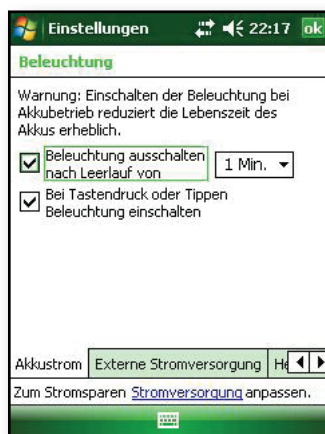 Einstellungen 22:17 ok
Beleuchtung
Warnung: Einschalten der Beleuchtung bei
Akkubetrieb reduziert die Lebenszeit des
Akkus erheblich.
Beleuchtung ausschalten
nach Leerlauf von 1 Min.
Bei Tastendruck oder Tippen
Beleuchtung einschalten
Akkustrom Externe Stromversorgung He
Zum Stromsparen Stromversorgung anpassen.